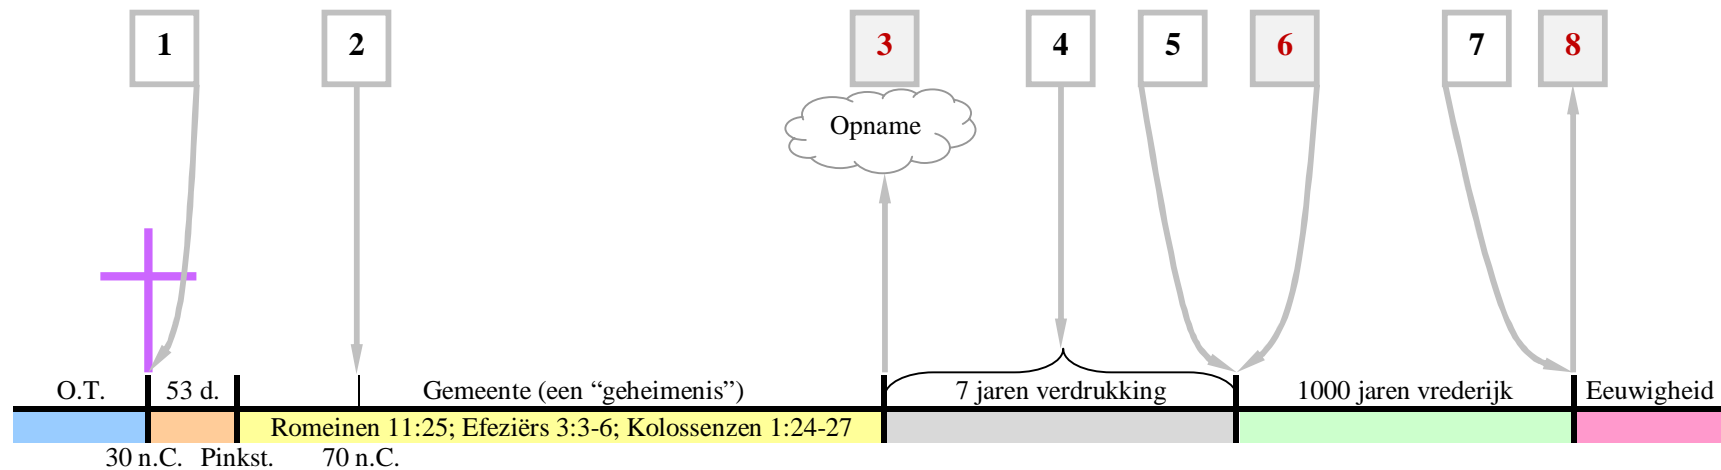 1 2 3 4 5 6 7 8
Opname
O.T. 53 d. Gemeente (een “geheimenis”) 7 jaren verdrukking 1000 jaren vrederijk Eeuwigheid
Romeinen 11:25; Efeziërs 3:3-6; Kolossenzen 1:24-27
30 n.C. Pinkst. 70 n.C.